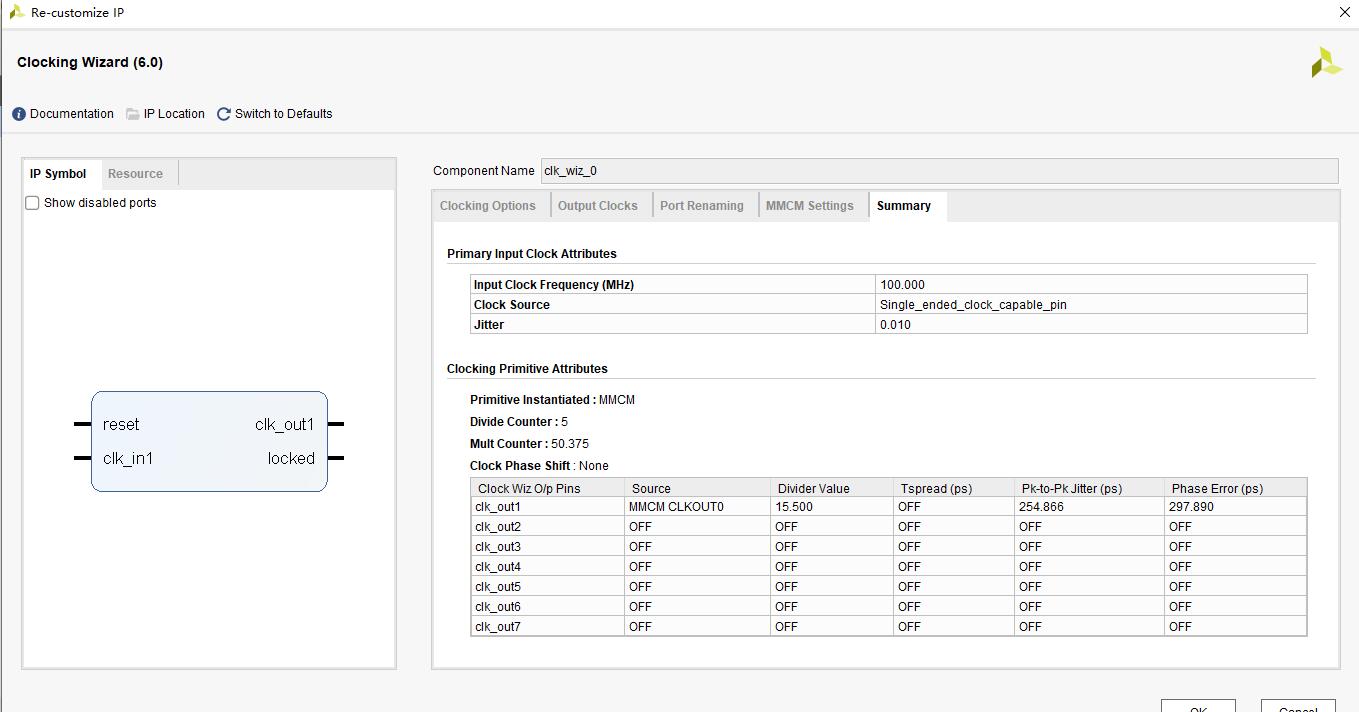 Re-customize IP
Clocking Wizard (6.0)
Documentation IP Location Switch to Defaults
IP Symbol Resource
Show disabled ports
reset clk_out1
clk_in1 locked
Component Name clk_wiz_0
Clocking Options Output Clocks Port Renaming MMCM Settings Summary
Primary Input Clock Attributes
Input Clock Frequency (MHz) 100.000
Clock Source Single_ended_clock_capable_pin
Jitter 0.010
Clocking Primitive Attributes
Primitive Instantiated : MMCM
Divide Counter : 5
Mult Counter : 50.375
Clock Phase Shift : None
Clock Wiz O/p Pins Source Divider Value Tspread (ps) Pk-to-Pk Jitter (ps) Phase Error (ps)
clk_out1 MMCM CLKOUT0 15.500 OFF 254.866 297.890
clk_out2 OFF OFF OFF OFF OFF
clk_out3 OFF OFF OFF OFF OFF
clk_out4 OFF OFF OFF OFF OFF
clk_out5 OFF OFF OFF OFF OFF
clk_out6 OFF OFF OFF OFF OFF
clk_out7 OFF OFF OFF OFF OFF
OK Cancel